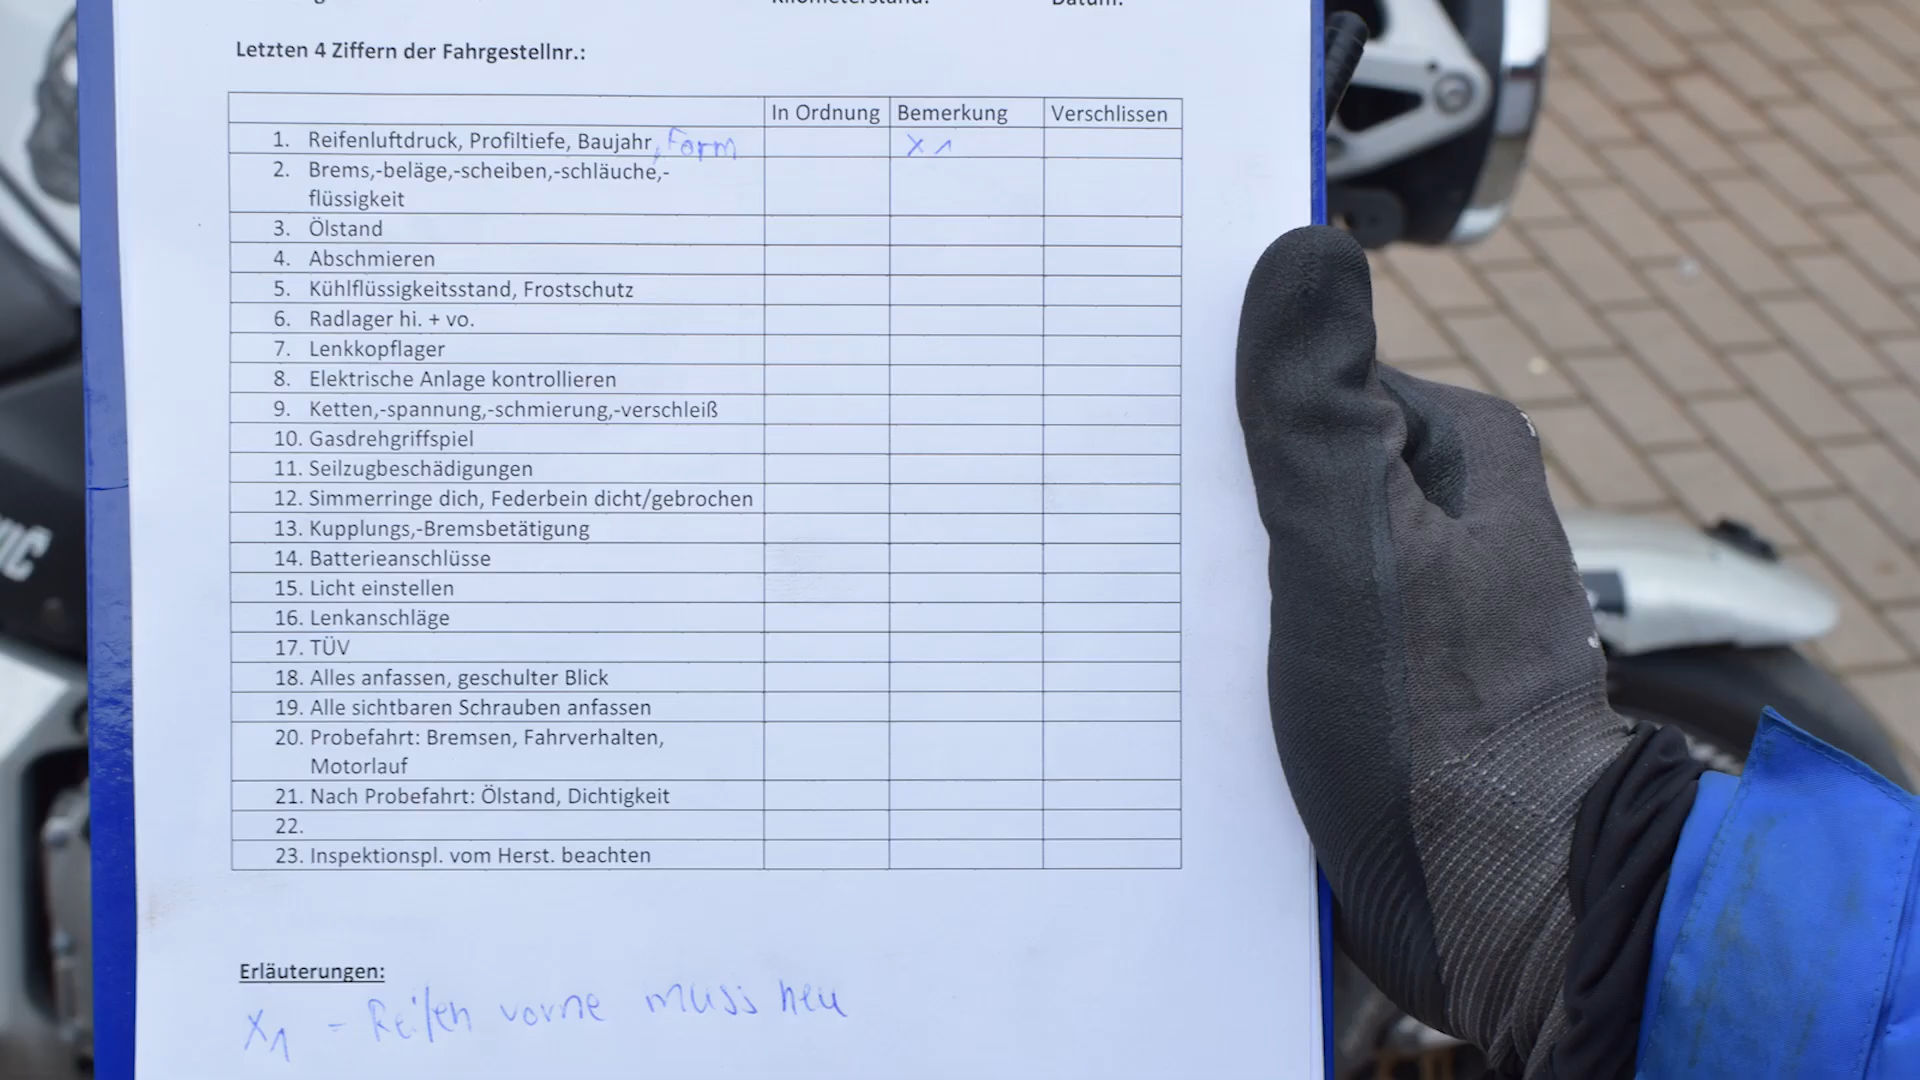 Kilometerstand: Datum:
Letzten 4 Ziffern der Fahrgestellnr.:
In Ordnung Bemerkung Verschlissen
1. Reifenluftdruck, Profiltiefe, Baujahr, Form X1
2. Brems,-beläge,-scheiben,-schläuche,-
flüssigkeit
3. Ölstand
4. Abschmieren
5. Kühlflüssigkeitsstand, Frostschutz
6. Radlager hi. + vo.
7. Lenkkopflager
8. Elektrische Anlage kontrollieren
9. Ketten,-spannung,-schmierung,-verschleiß
10. Gasdrehgriffspiel
11. Seilzugbeschädigungen
12. Simmerringe dich, Federbein dicht/gebrochen
13. Kupplungs,-Bremsbetätigung
14. Batterieanschlüsse
15. Licht einstellen
16. Lenkanschläge
17. TÜV
18. Alles anfassen, geschulter Blick
19. Alle sichtbaren Schrauben anfassen
20. Probefahrt: Bremsen, Fahrverhalten,
Motorlauf
21. Nach Probefahrt: Ölstand, Dichtigkeit
22.
23. Inspektionspl. vom Herst. beachten
Erläuterungen:
X1 - Reifen vorne muss neu